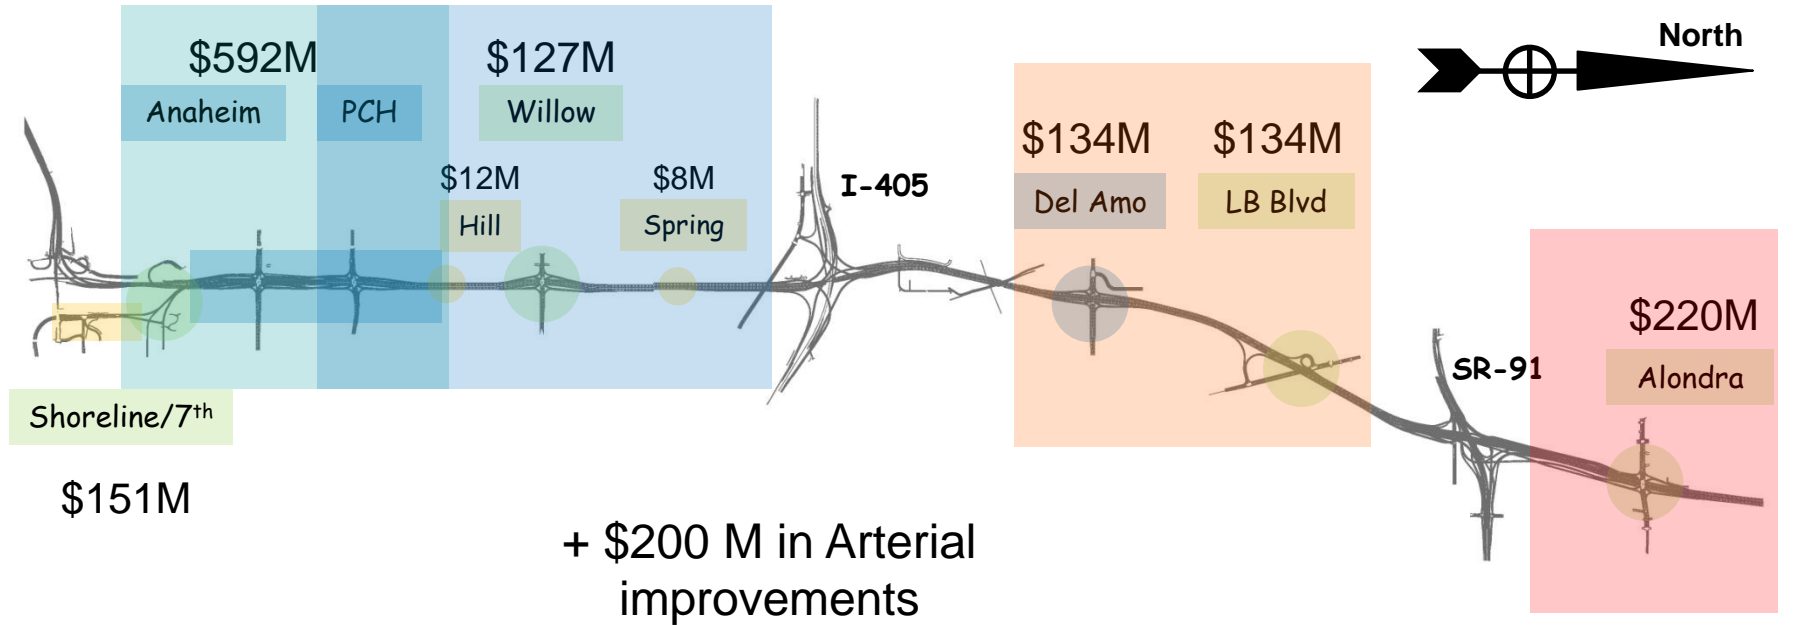 North
$592M
$127M
Anaheim
PCH
Willow
$134M
$134M
$12M
$8M
I-405
Hill
Spring
Del Amo
LB Blvd
$220M
SR-91
Alondra
Shoreline/7th
$151M
+ $200 M in Arterial
improvements